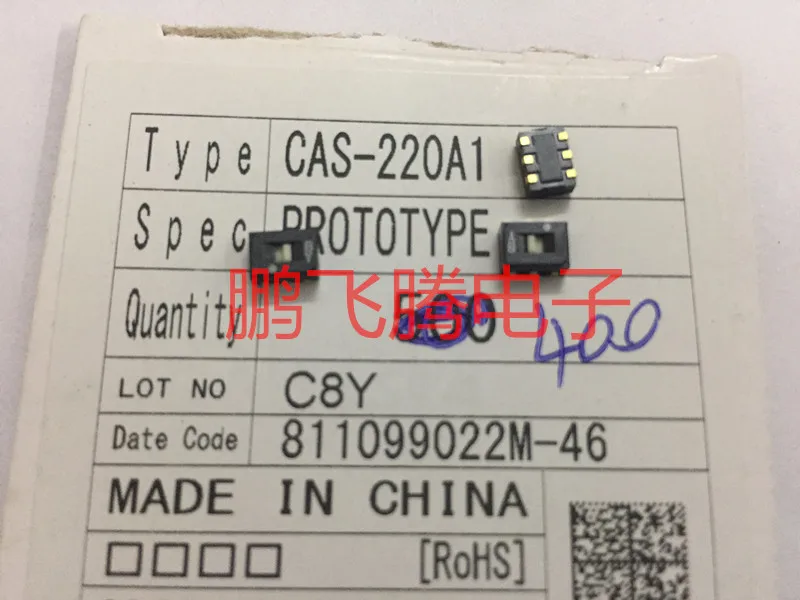 Type CAS-220A1
Spec PROTOTYPE
鹏飞腾电子
Quantity 500 400
LOT NO C8Y
Date Code 811099022M-46
MADE IN CHINA
[RoHS]